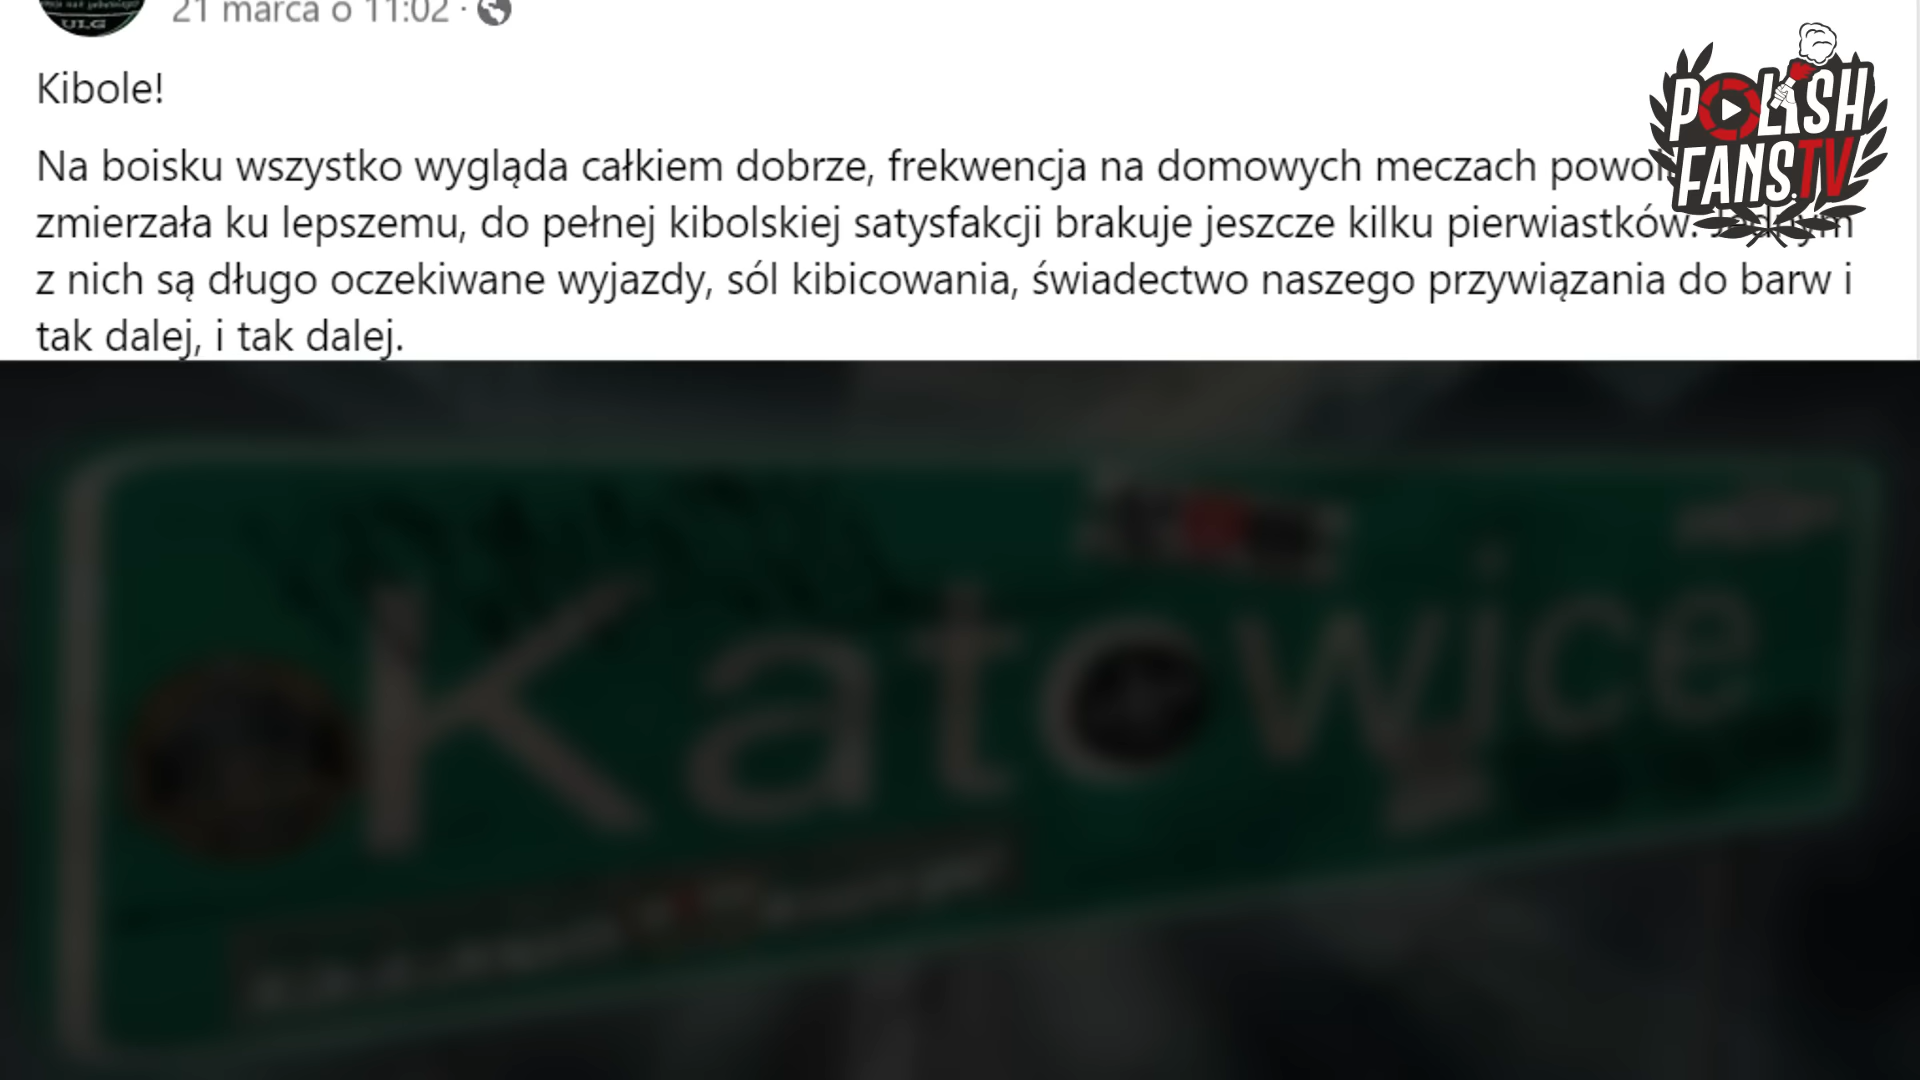 ULG
21 marca o 11:02 ·
Kibole!
Na boisku wszystko wygląda całkiem dobrze, frekwencja na domowych meczach
zmierzała ku lepszemu, do pełnej kibolskiej satysfakcji brakuje jeszcze kilku pierwiastków. Jednym
z nich są długo oczekiwane wyjazdy, sól kibicowania, świadectwo naszego przywiązania do barw i
tak dalej, i tak dalej.
POLISH
FANS.TV
Katowice